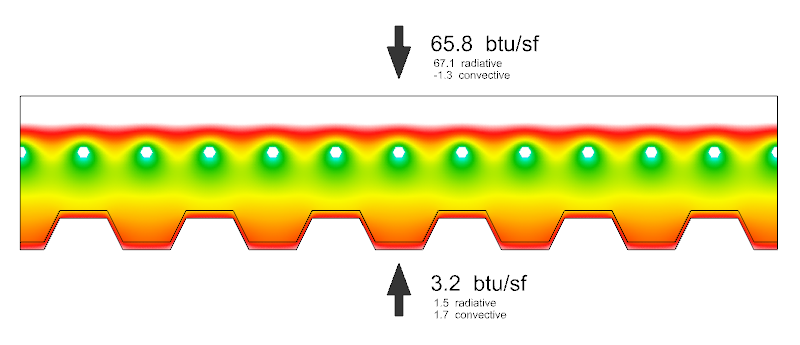 65.8 btu/sf
67.1 radiative
-1.3 convective
3.2 btu/sf
1.5 radiative
1.7 convective